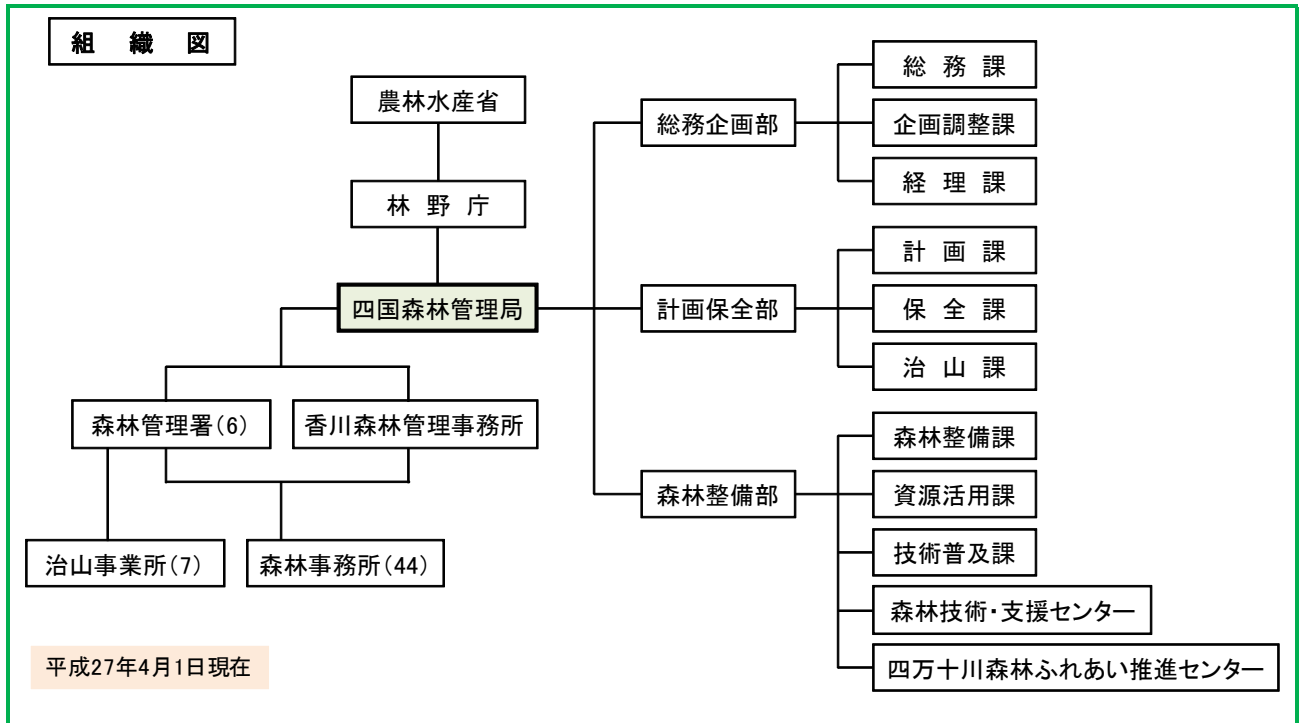 組 織 図
農林水産省
林 野 庁
四国森林管理局
森林管理署(6)
香川森林管理事務所
治山事業所(7)
森林事務所(44)
総務企画部
総 務 課
企画調整課
経 理 課
計画保全部
計 画 課
保 全 課
治 山 課
森林整備部
森林整備課
資源活用課
技術普及課
森林技術・支援センター
四万十川森林ふれあい推進センター
平成27年4月1日現在